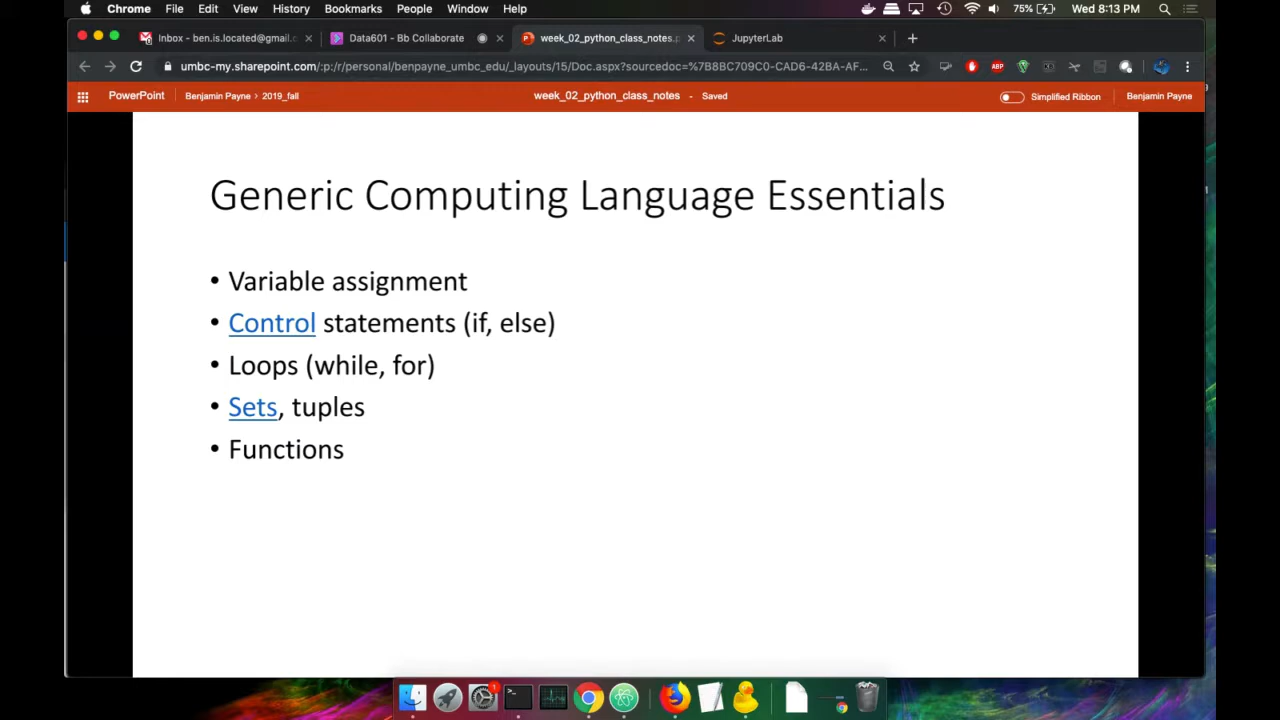 Chrome File Edit View History Bookmarks People Window Help 75% Wed 8:13 PM
Inbox - ben.is.located@gmail.c Data601 - Bb Collaborate week_02_python_class_notes.p JupyterLab
umbc-my.sharepoint.com/:p:/r/personal/benpayne_umbc_edu/_layouts/15/Doc.aspx?sourcedoc=%7B8BC709C0-CAD6-42BA-AF... ABP
PowerPoint Benjamin Payne > 2019_fall week_02_python_class_notes - Saved Simplified Ribbon Benjamin Payne
Generic Computing Language Essentials
• Variable assignment
• Control statements (if, else)
• Loops (while, for)
• Sets, tuples
• Functions
1